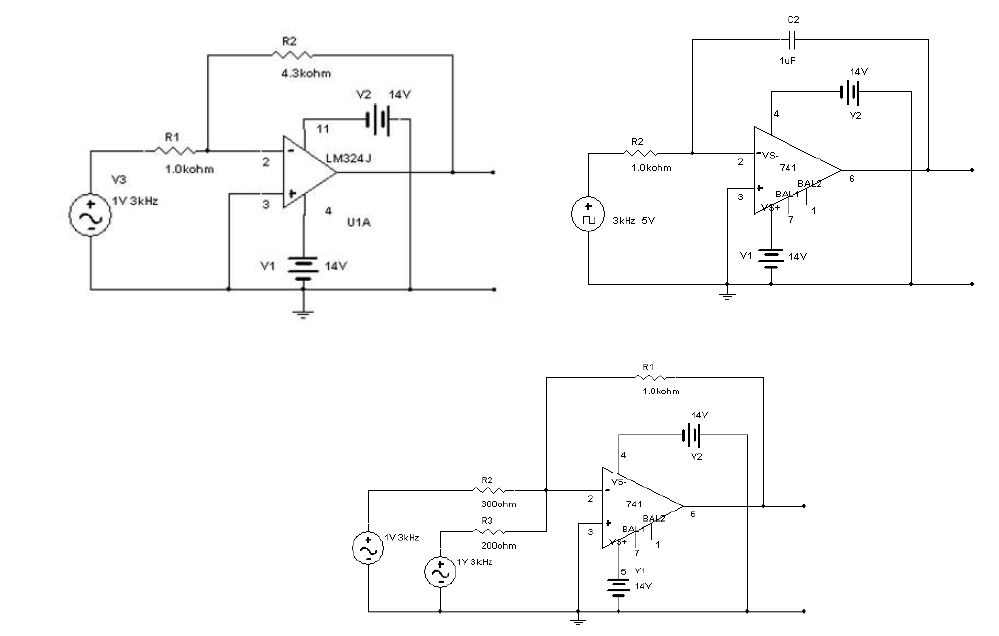 R2
4.3kohm
V2 14V
11
R1
1.0kohm
2
LM324J
V3
1V 3kHz
3
4
U1A
V1 14V
C2
1uF
14V
V2
4
R2
1.0kohm
2
VS-
741
BAL2
6
3
BAL1
VS+
7
1
3kHz 5V
V1 14V
R1
1.0kohm
14V
V2
4
VS-
R2
300ohm
2
741
6
R3
200ohm
3
BAL2
BAL1
VS+
7
1
1V 3kHz
1V 3kHz
5
V1
14V